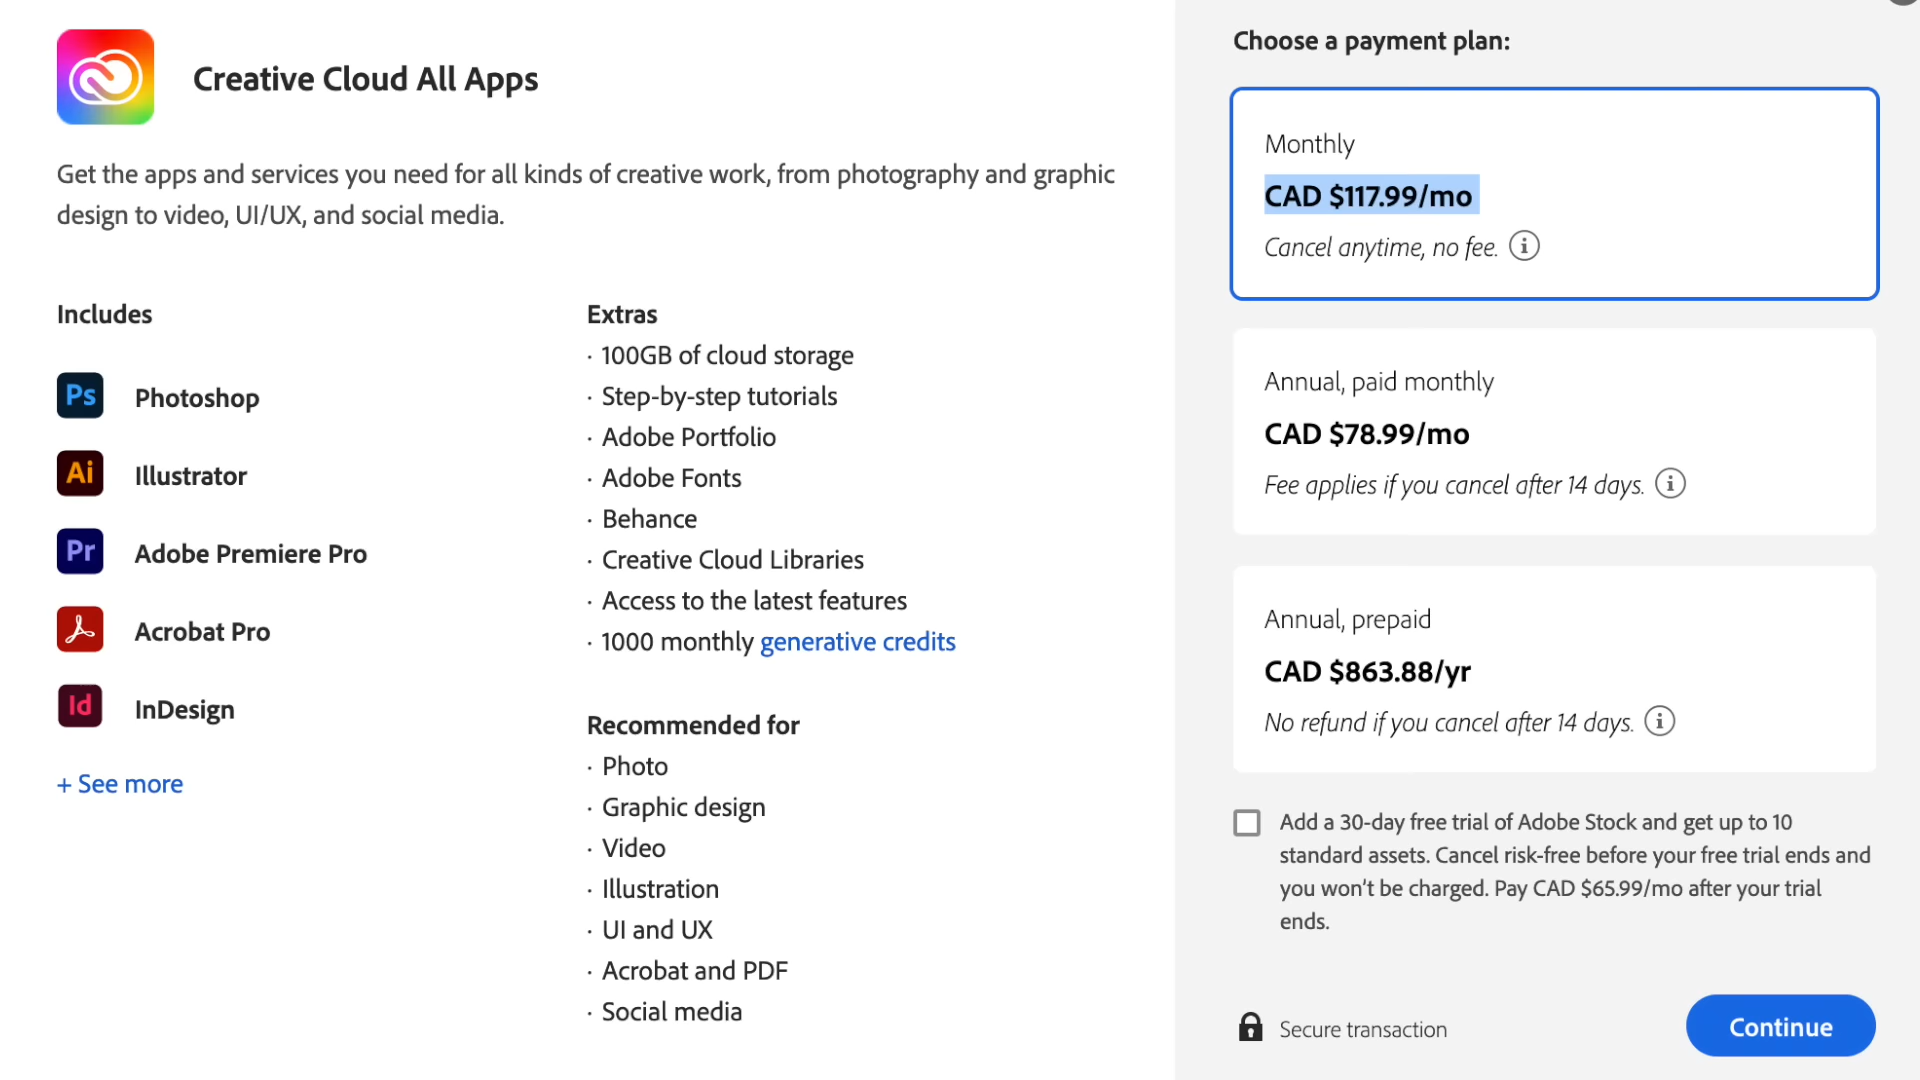 Creative Cloud All Apps
Get the apps and services you need for all kinds of creative work, from photography and graphic
design to video, UI/UX, and social media.
Includes
Ps Photoshop
Ai Illustrator
Pr Adobe Premiere Pro
Acrobat Pro
Id InDesign
+ See more
Extras
· 100GB of cloud storage
· Step-by-step tutorials
· Adobe Portfolio
· Adobe Fonts
· Behance
· Creative Cloud Libraries
· Access to the latest features
· 1000 monthly generative credits
Recommended for
· Photo
· Graphic design
· Video
· Illustration
· UI and UX
· Acrobat and PDF
· Social media
Choose a payment plan:
Monthly
CAD $117.99/mo
Cancel anytime, no fee.
Annual, paid monthly
CAD $78.99/mo
Fee applies if you cancel after 14 days.
Annual, prepaid
CAD $863.88/yr
No refund if you cancel after 14 days.
Add a 30-day free trial of Adobe Stock and get up to 10
standard assets. Cancel risk-free before your free trial ends and
you won't be charged. Pay CAD $65.99/mo after your trial
ends.
Secure transaction
Continue